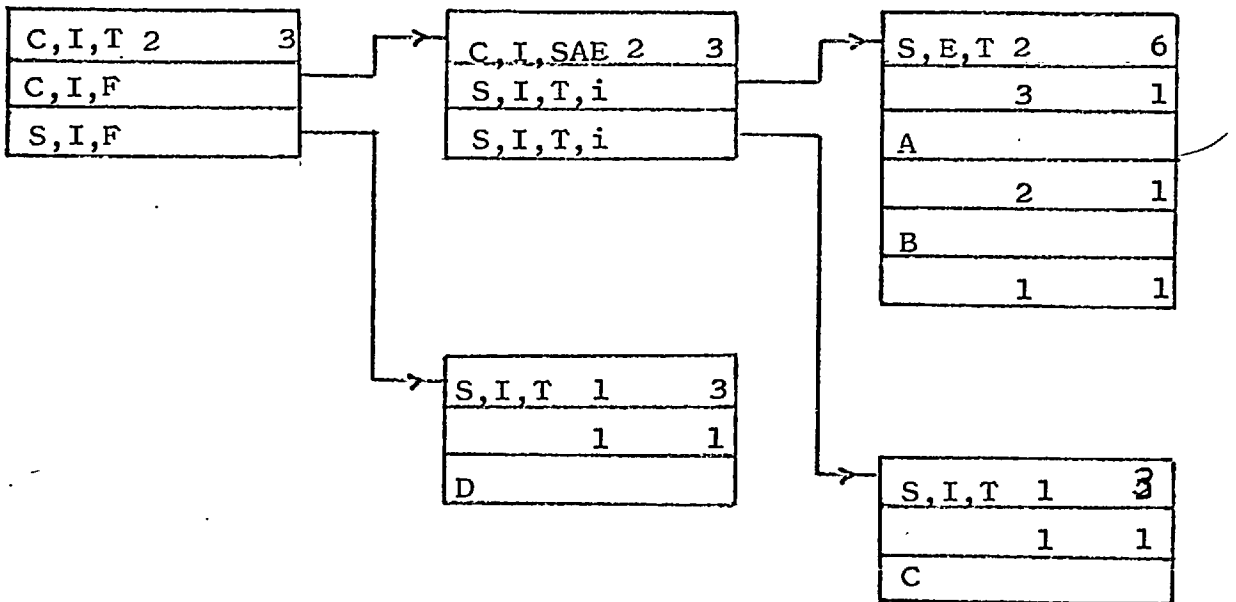 C,I,T 2 3
C,I,F
S,I,F
C,I,SAE 2 3
S,I,T,i
S,I,T,i
S,E,T 2 6
3 1
A
2 1
B
1 1
S,I,T 1 3
1 1
D
S,I,T 1 3
1 1
C